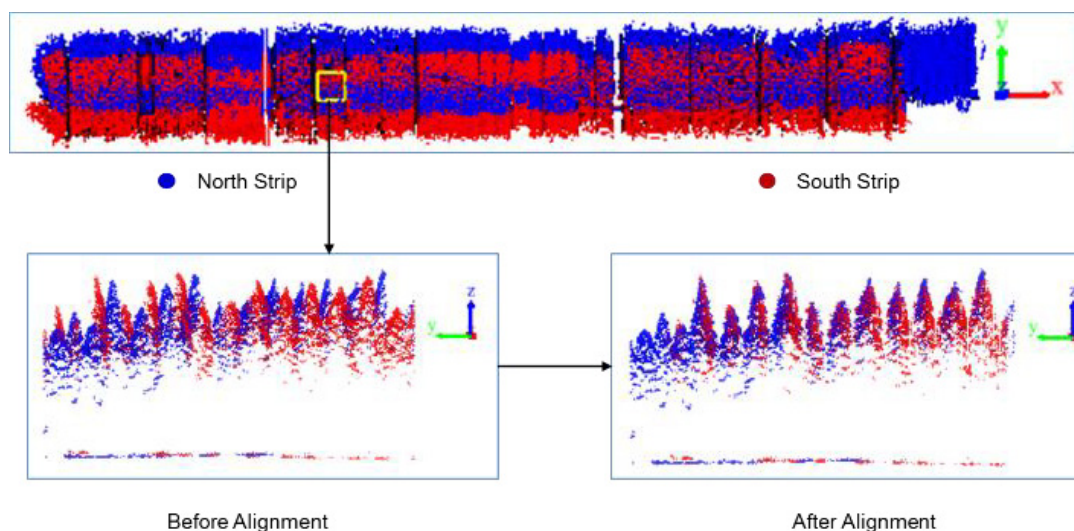 y
z
x
North Strip
South Strip
z
y
z
y
Before Alignment
After Alignment